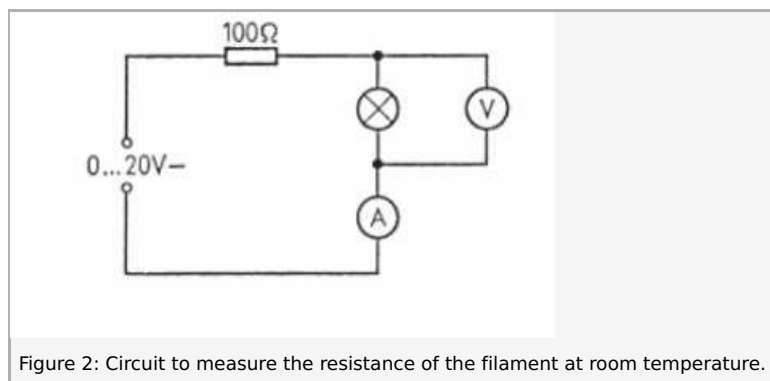 100Ω
V
0...20V–
A
Figure 2: Circuit to measure the resistance of the filament at room temperature.